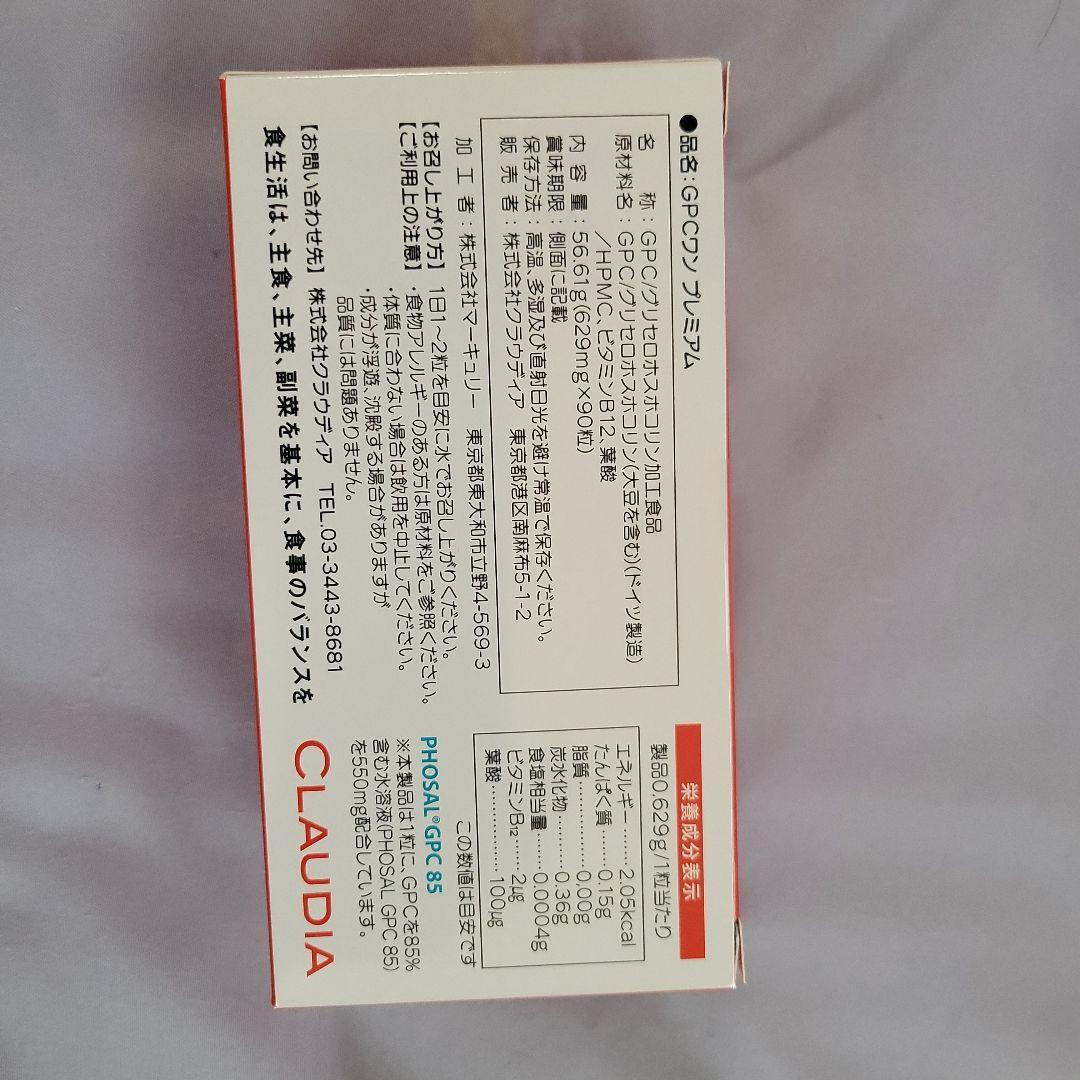 ●品名:GPCワン プレミアム
名　　称:GPC/グリセロホスホコリン加工食品
原材料名:GPC/グリセロホスホコリン(大豆を含む)(ドイツ製造)
/HPMC、ビタミンB12、葉酸
内 容 量:56.61g(629mg×90粒)
賞味期限:側面に記載
保存方法:高温、多湿及び直射日光を避け常温で保存ください。
販 売 者:株式会社クラウディア　東京都港区南麻布5-1-2
加 工 者:株式会社マーキュリー　東京都東大和市立野4-569-3
【お召し上がり方】1日1〜2粒を目安に水でお召し上がりください。
【ご利用上の注意】・食物アレルギーのある方は原材料をご参照ください。
・体質に合わない場合は飲用を中止してください。
・成分が浮遊、沈殿する場合がありますが
品質には問題ありません。
【お問い合わせ先】株式会社クラウディア　TEL.03-3443-8681
食生活は、主食、主菜、副菜を基本に、食事のバランスを
栄養成分表示
製品0.629g/1粒当たり
エネルギー……2.05kcal
たんぱく質……0.15g
脂質……………0.00g
炭水化物………0.36g
食塩相当量……0.0004g
ビタミンB12……2μg
葉酸……………100μg
この数値は目安です
PHOSAL®GPC 85
※本製品は1粒に、GPCを85%
含む水溶液(PHOSAL GPC 85)
を550mg配合しています。
CLAUDIA